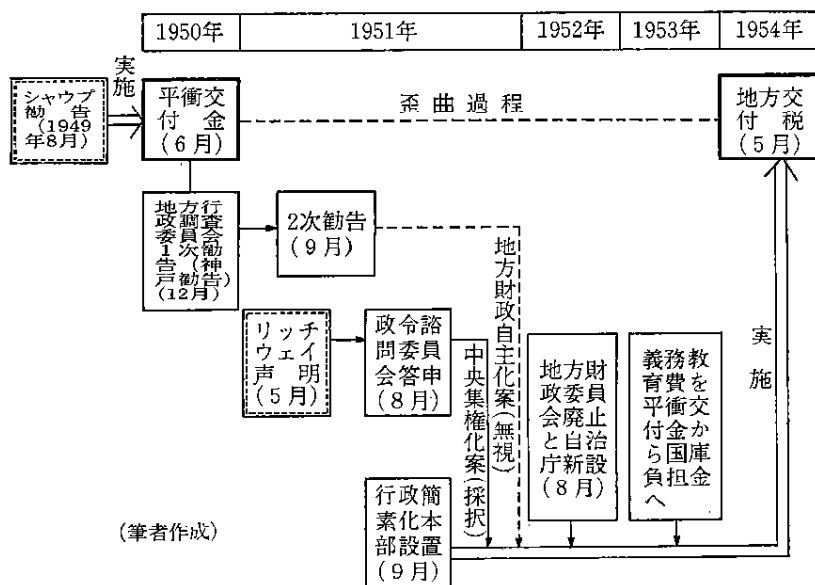 1950年 1951年 1952年 1953年 1954年
シャウプ
勧告
(1949
年8月)
実施
平衡交
付金
(6月)
歪曲過程
地方交
付税
(5月)
地方行
政調査
委員会
1次勧
告(神
戸勧告)
(12月)
2次勧告
(9月)
地方財政自主化案(無視)
リッチ
ウェイ
声明
(5月)
政令諮
問委員
会答申
(8月)
中央集権化案(採択)
地方財
政委員
会廃止
と自治
庁新設
(8月)
義務教
育費を
平衡交
付金か
ら国庫
負担金
へ
実施
行政簡
素化本
部設置
(9月)
(筆者作成)